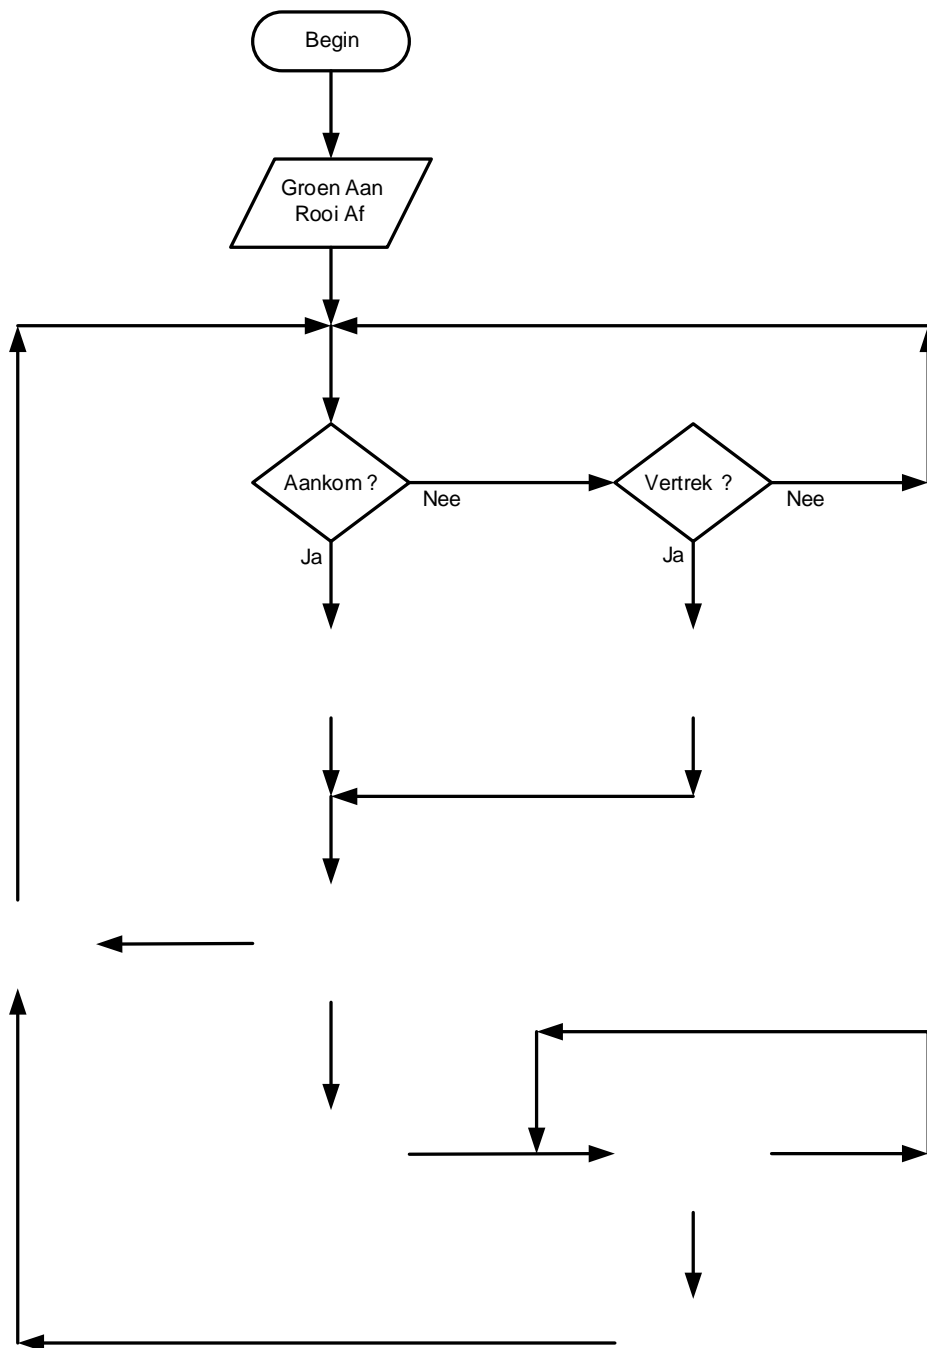 Begin
Groen Aan
Rooi Af
Aankom ?
Nee
Vertrek ?
Nee
Ja
Ja